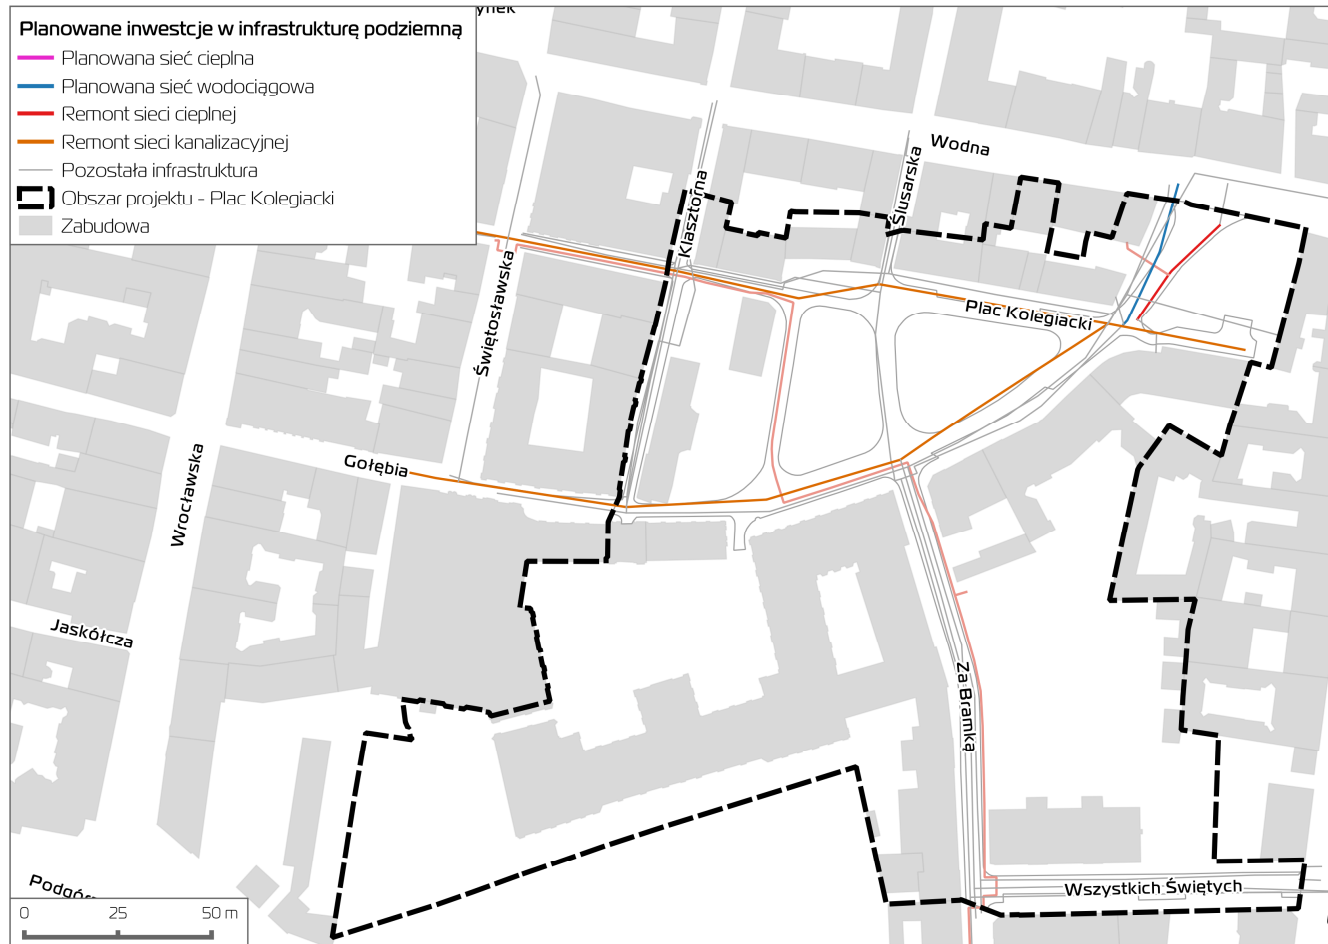 Planowane inwestcje w infrastrukturę podziemną
Planowana sieć cieplna
Planowana sieć wodociągowa
Remont sieci cieplnej
Remont sieci kanalizacyjnej
Pozostała infrastruktura
Obszar projektu - Plac Kolegiacki
Zabudowa
Wodna
Ślusarska
Klasztorna
Świętosławska
Plac Kolegiacki
Wrocławska
Gołębia
Jaskółcza
Za Bramką
Wszystkich Świętych
0 25 50 m